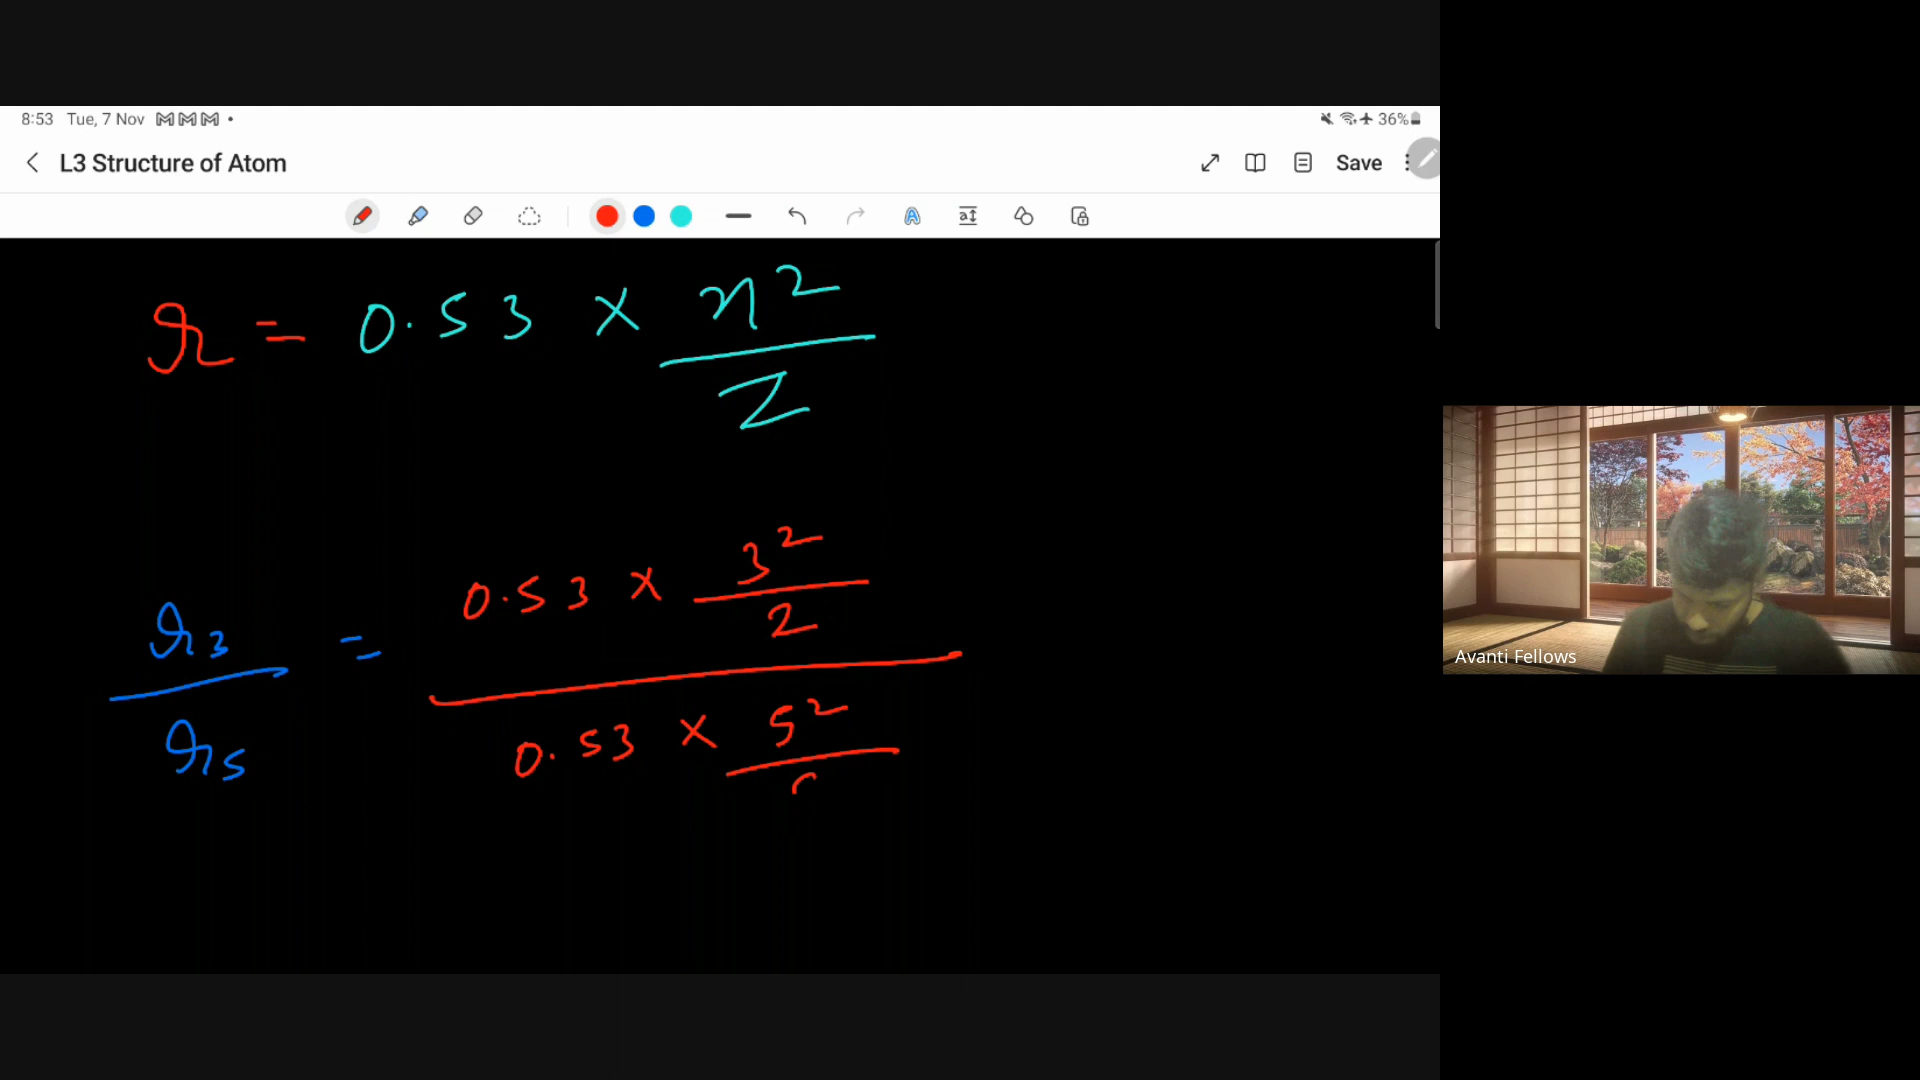 8:53 Tue, 7 Nov 36%
L3 Structure of Atom Save
r = 0.53 × n²/Z
r₃/r₅ = (0.53 × 3²/2)/(0.53 × 5²/)
Avanti Fellows